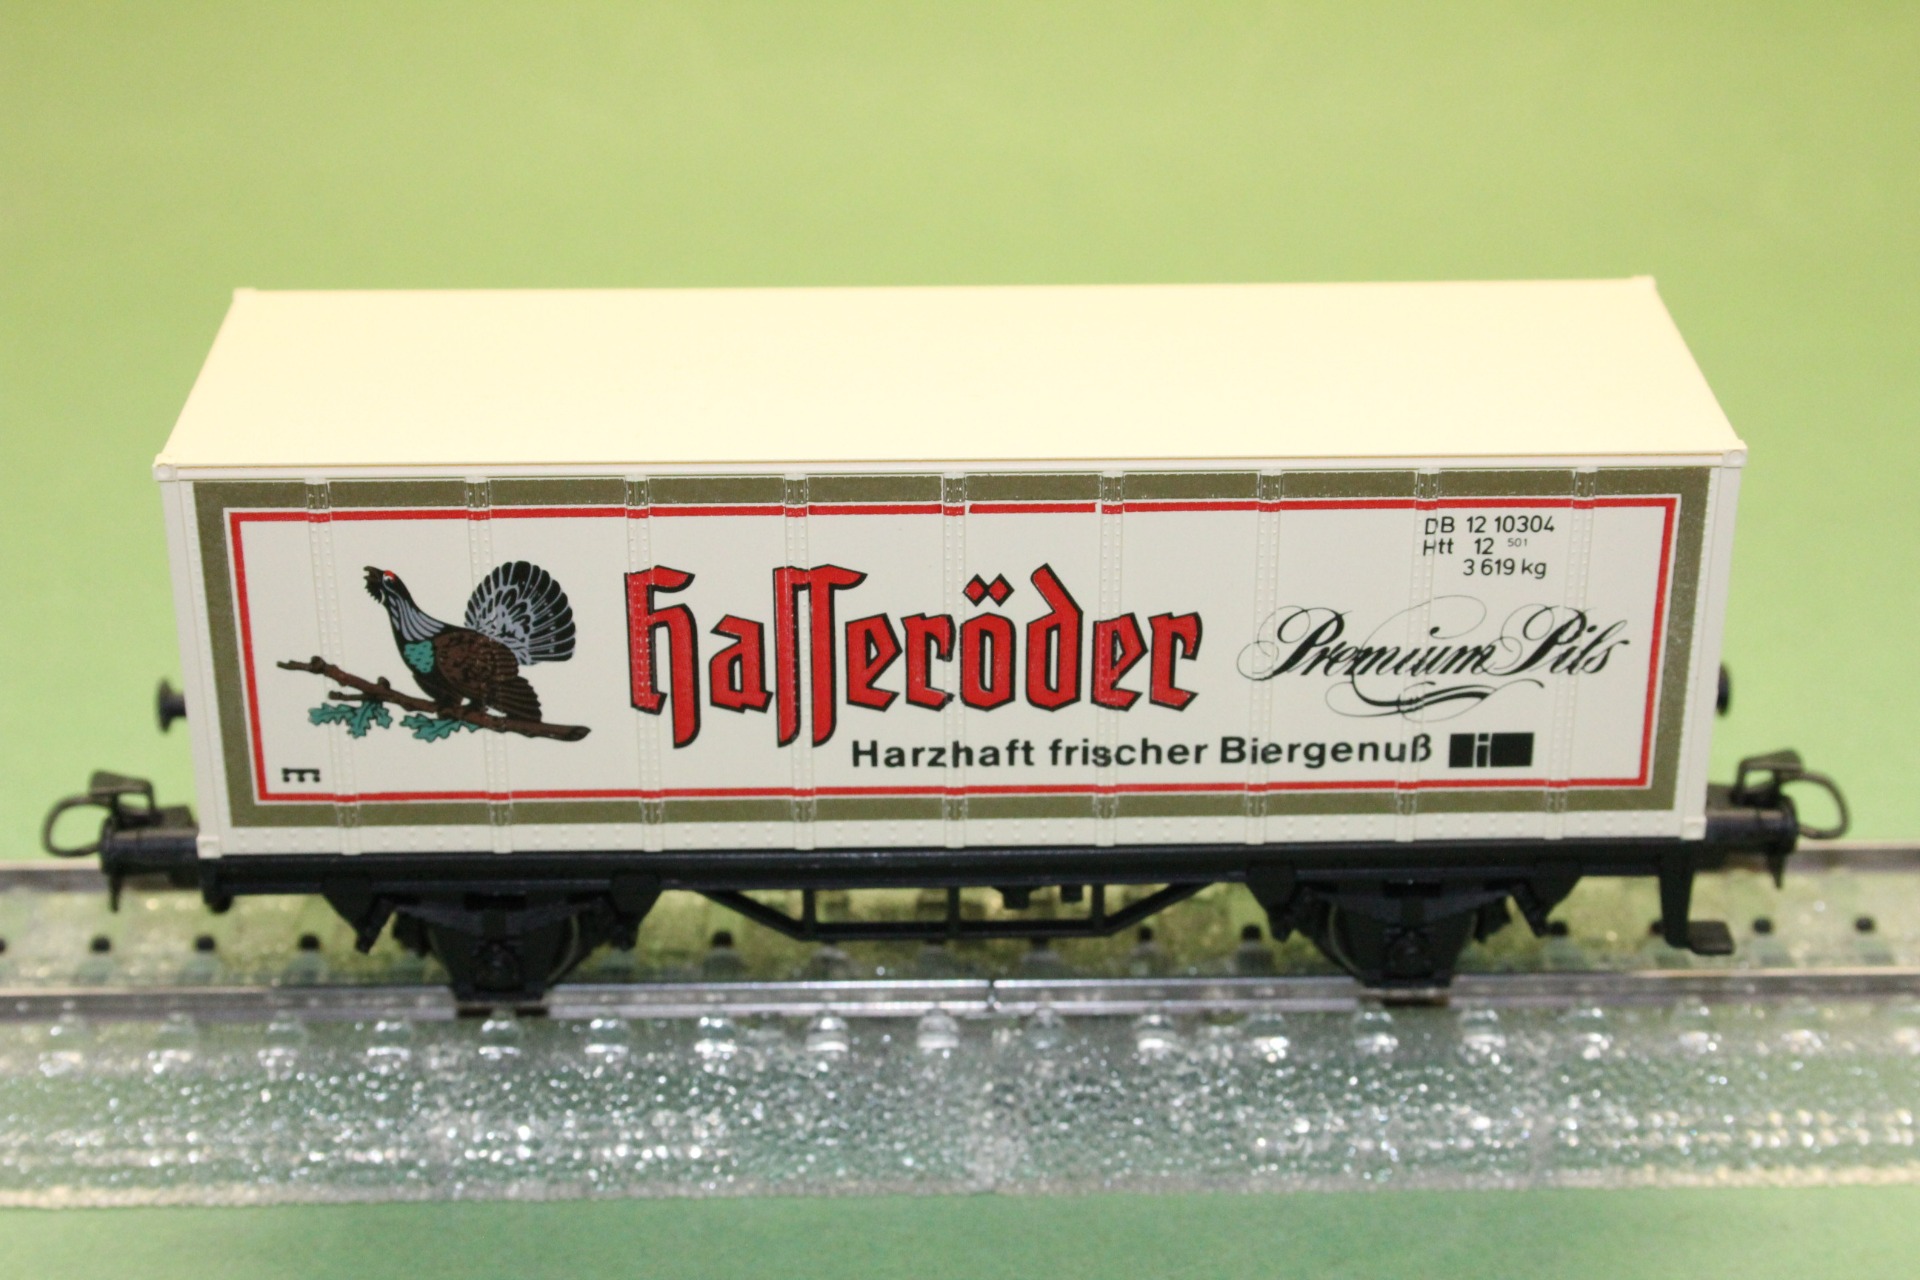 DB 12 10304
Htt 12 501
3 619 kg
Hasseröder
Premium Pils
Harzhaft frischer Biergenuß